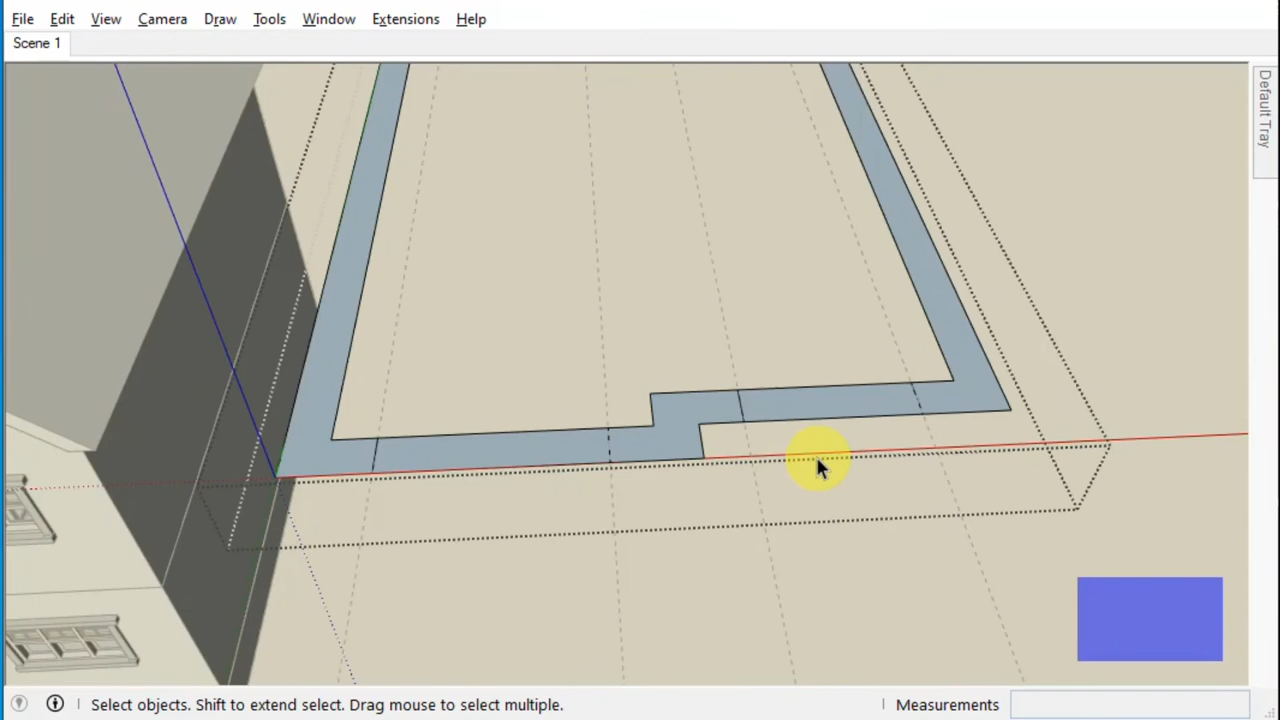 File Edit View Camera Draw Tools Window Extensions Help
Scene 1
Default Tray
Select objects. Shift to extend select. Drag mouse to select multiple. Measurements